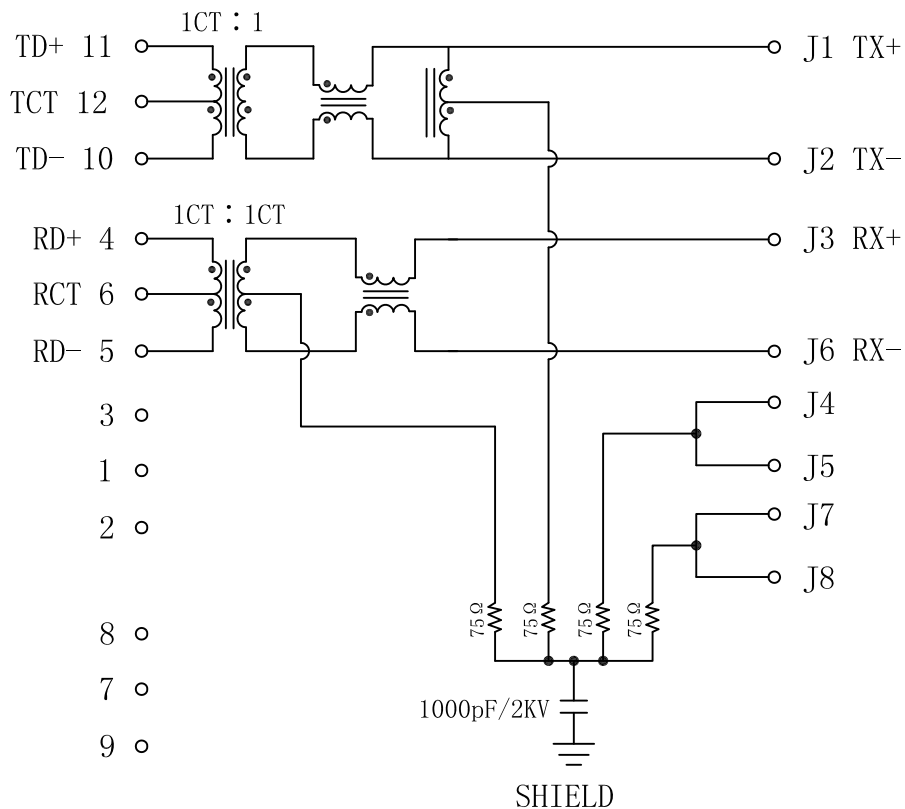 1CT : 1
TD+ 11
J1 TX+
TCT 12
TD- 10
J2 TX-
1CT : 1CT
RD+ 4
J3 RX+
RCT 6
RD- 5
J6 RX-
3
J4
1
J5
2
J7
J8
75Ω
75Ω
75Ω
75Ω
8
7
1000pF/2KV
9
SHIELD